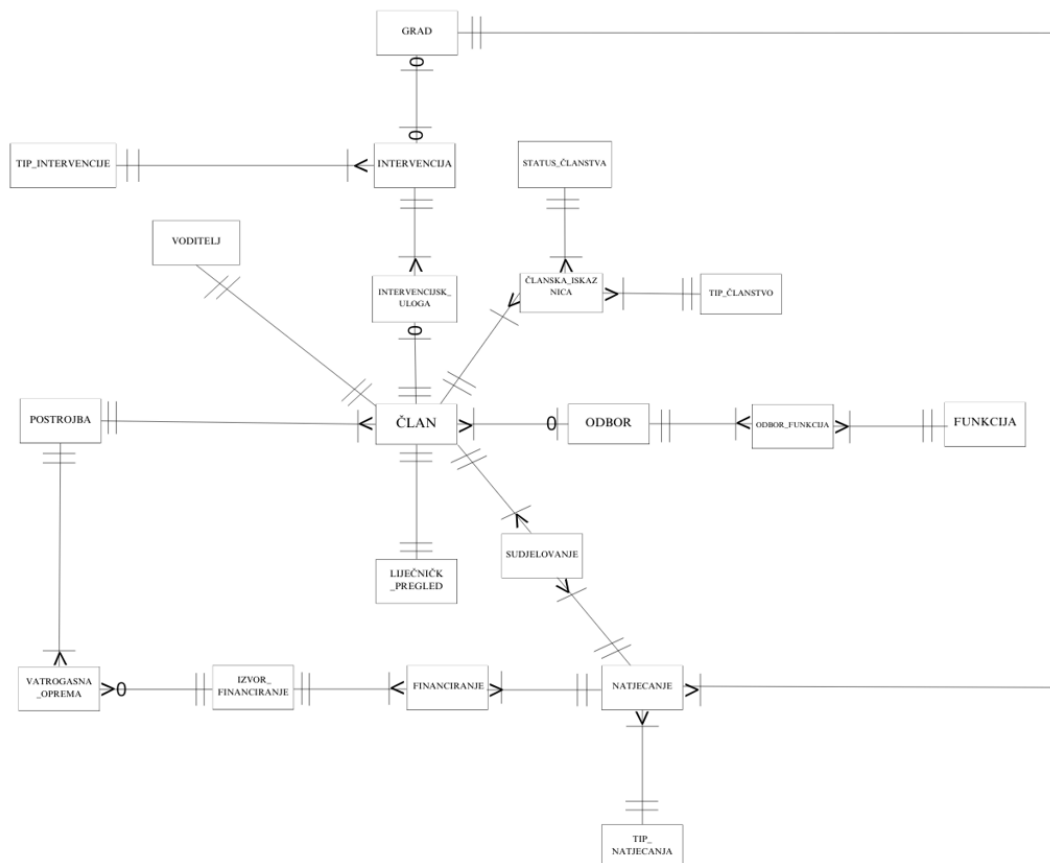 GRAD
TIP_INTERVENCIJE
INTERVENCIJA
STATUS_ČLANSTVA
VODITELJ
INTERVENCIJSK_
ULOGA
ČLANSKA_ISKAZ
NICA
TIP_ČLANSTVO
POSTROJBA
ČLAN
ODBOR
ODBOR_FUNKCIJA
FUNKCIJA
SUDJELOVANJE
LIJEČNIČK
_PREGLED
VATROGASNA
_OPREMA
IZVOR_
FINANCIRANJE
FINANCIRANJE
NATJECANJE
TIP_
NATJECANJA